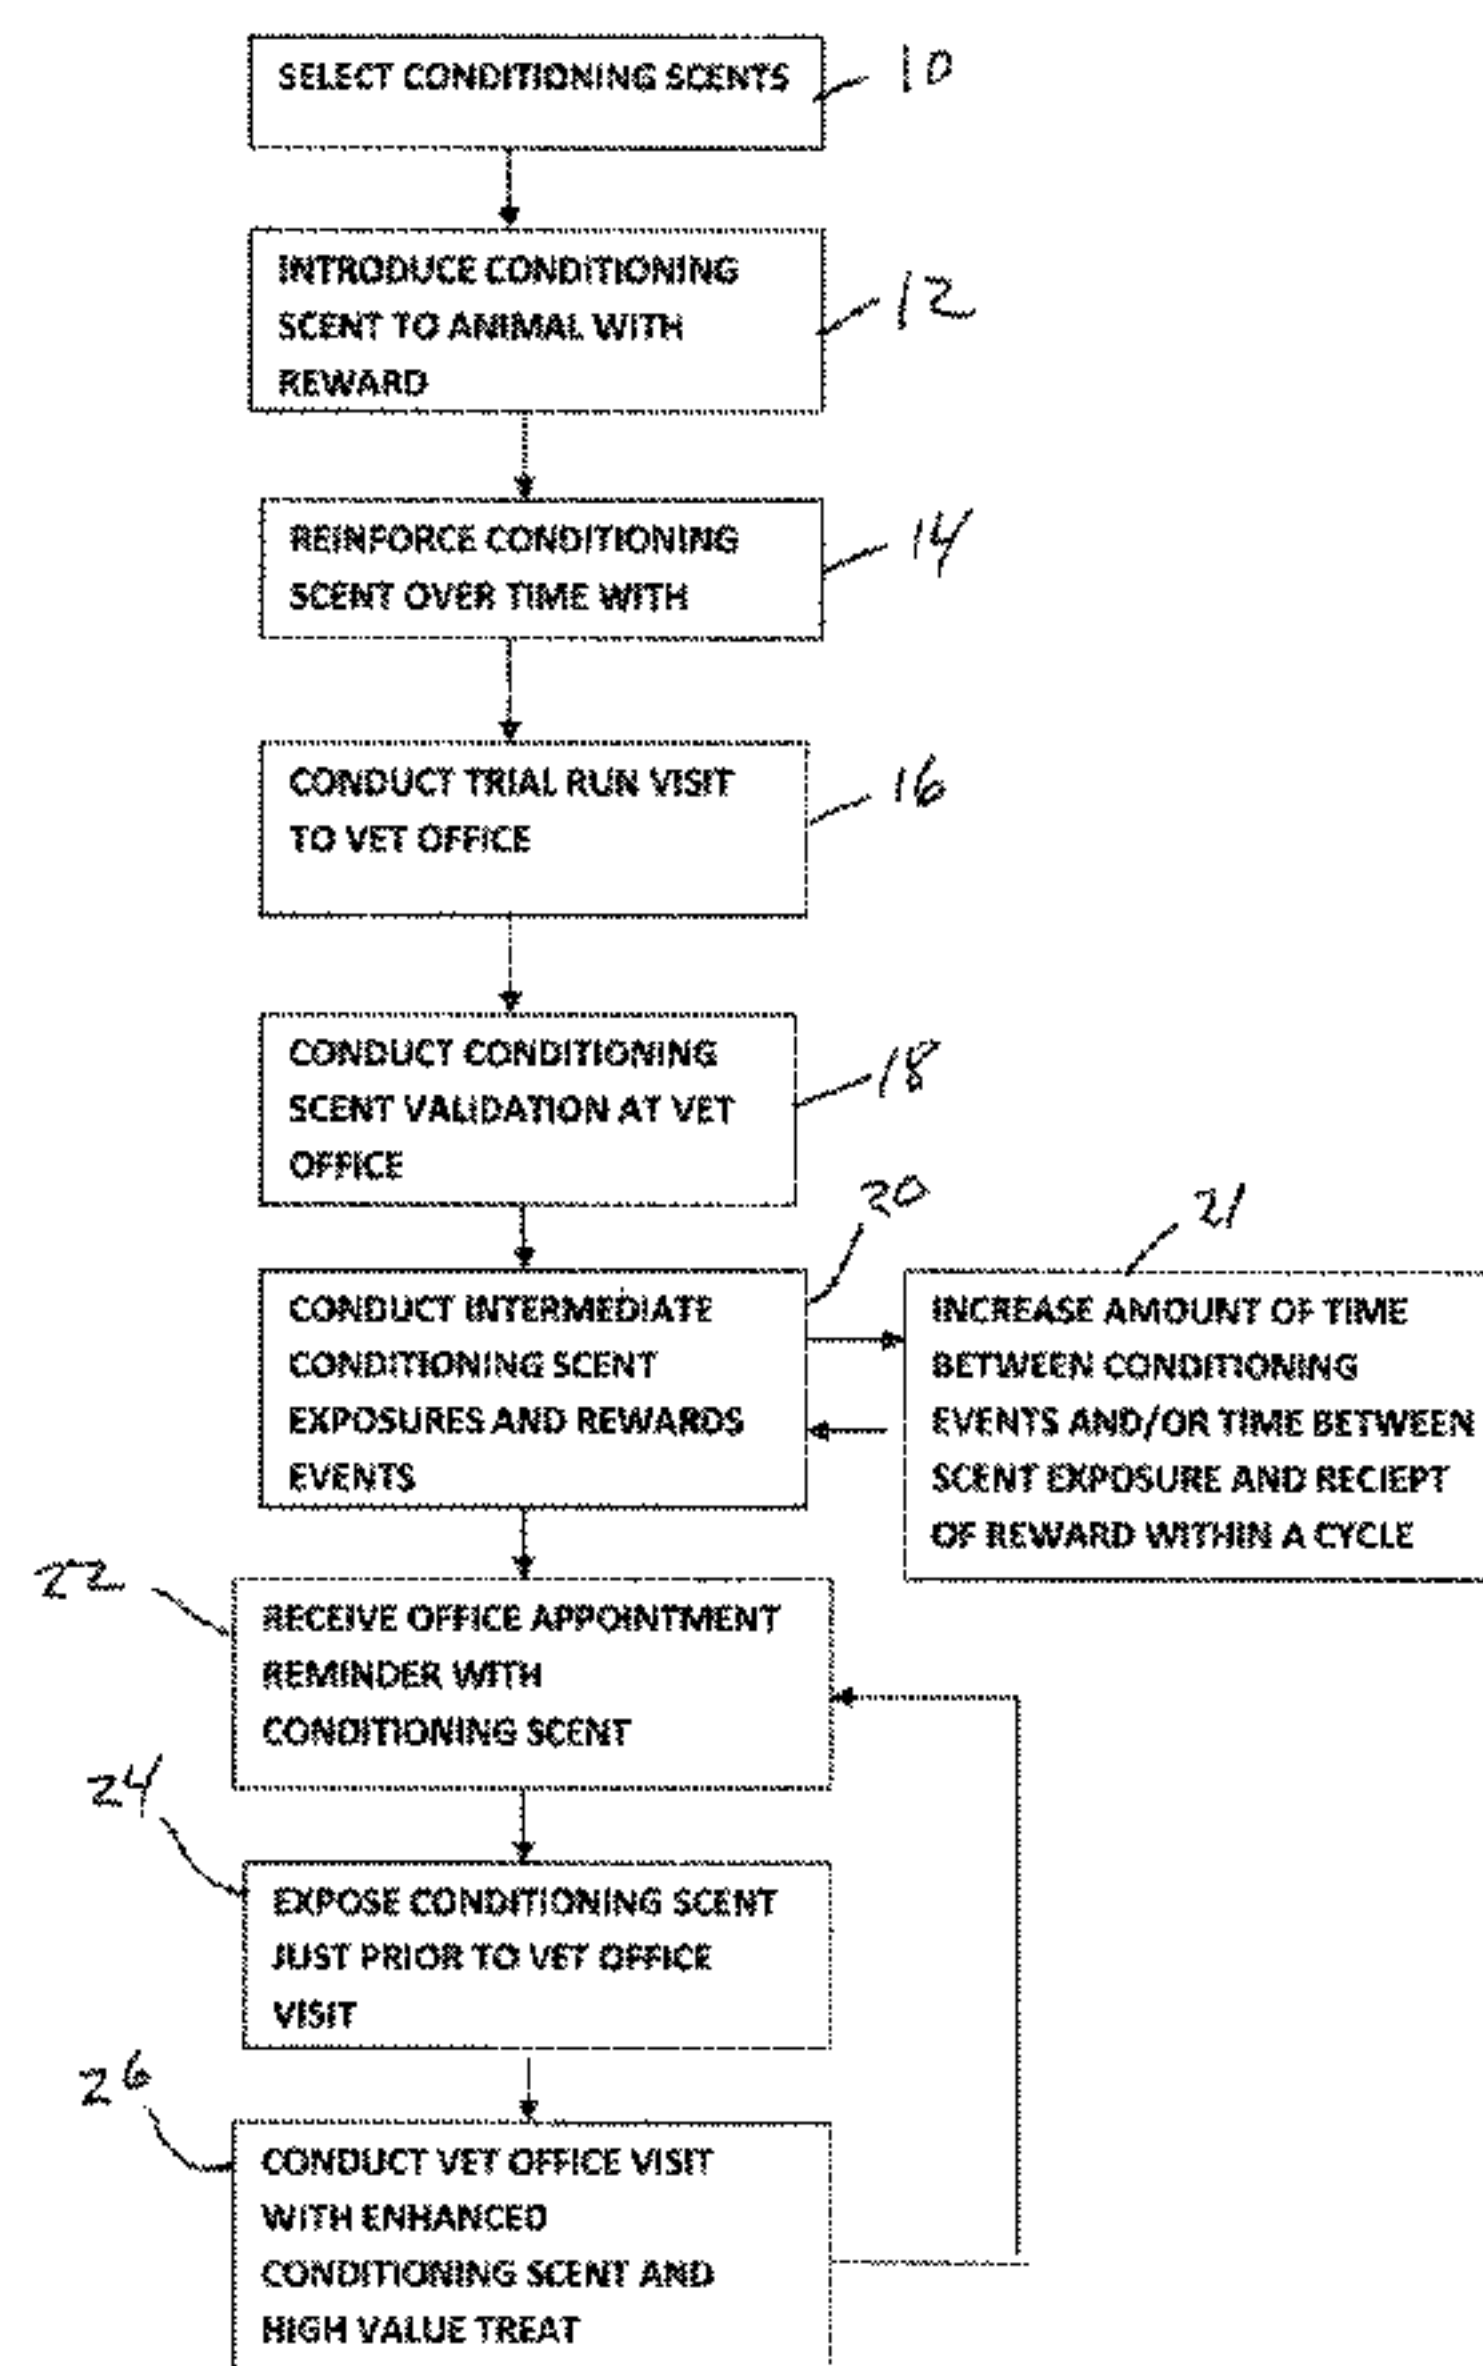 SELECT CONDITIONING SCENTS
10
INTRODUCE CONDITIONING
SCENT TO ANIMAL WITH
REWARD
12
REINFORCE CONDITIONING
SCENT OVER TIME WITH
14
CONDUCT TRIAL RUN VISIT
TO VET OFFICE
16
CONDUCT CONDITIONING
SCENT VALIDATION AT VET
OFFICE
18
CONDUCT INTERMEDIATE
CONDITIONING SCENT
EXPOSURES AND REWARDS
EVENTS
20
21
INCREASE AMOUNT OF TIME
BETWEEN CONDITIONING
EVENTS AND/OR TIME BETWEEN
SCENT EXPOSURE AND RECIEPT
OF REWARD WITHIN A CYCLE
22
RECEIVE OFFICE APPOINTMENT
REMINDER WITH
CONDITIONING SCENT
24
EXPOSE CONDITIONING SCENT
JUST PRIOR TO VET OFFICE
VISIT
26
CONDUCT VET OFFICE VISIT
WITH ENHANCED
CONDITIONING SCENT AND
HIGH VALUE TREAT